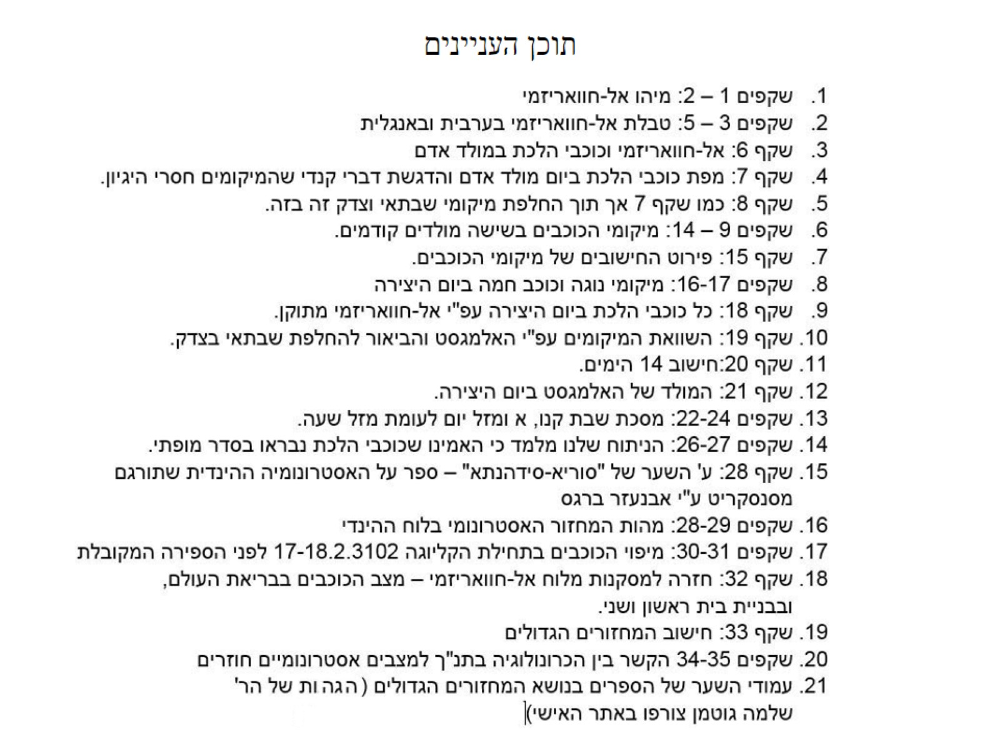 תוכן העניינים
1. שקפים 1 – 2: מיהו אל-חוואריזמי
2. שקפים 3 – 5: טבלת אל-חוואריזמי בערבית ובאנגלית
3. שקף 6: אל-חוואריזמי וכוכבי הלכת במולד אדם
4. שקף 7: מפת כוכבי הלכת ביום מולד אדם והדגשת דברי קנדי שהמיקומים חסרי היגיון.
5. שקף 8: כמו שקף 7 אך תוך החלפת מיקומי שבתאי וצדק זה בזה.
6. שקפים 9 – 14: מיקומי הכוכבים בשישה מולדים קודמים.
7. שקף 15: פירוט החישובים של מיקומי הכוכבים.
8. שקפים 16-17: מיקומי נוגה וכוכב חמה ביום היצירה
9. שקף 18: כל כוכבי הלכת ביום היצירה עפ"י אל-חוואריזמי מתוקן.
10. שקף 19: השוואת המיקומים עפ"י האלמגסט והביאור להחלפת שבתאי בצדק.
11. שקף 20:חישוב 14 הימים.
12. שקף 21: המולד של האלמגסט ביום היצירה.
13. שקפים 22-24: מסכת שבת קנו, א ומזל יום לעומת מזל שעה.
14. שקפים 26-27: הניתוח שלנו מלמד כי האמינו שכוכבי הלכת נבראו בסדר מופתי.
15. שקף 28: ע' השער של "סוריא-סידהנתא" – ספר על האסטרונומיה ההינדית שתורגם
מסנסקריט ע"י אבנעזר ברגס
16. שקפים 28-29: מהות המחזור האסטרונומי בלוח ההינדי
17. שקפים 30-31: מיפוי הכוכבים בתחילת הקליוגה 17-18.2.3102 לפני הספירה המקובלת
18. שקף 32: חזרה למסקנות מלוח אל-חוואריזמי – מצב הכוכבים בבריאת העולם,
ובבניית בית ראשון ושני.
19. שקף 33: חישוב המחזורים הגדולים
20. שקפים 34-35 הקשר בין הכרונולוגיה בתנ"ך למצבים אסטרונומיים חוזרים
21. עמודי השער של הספרים בנושא המחזורים הגדולים (הגהות של הר'
שלמה גוטמן צורפו באתר האישי)